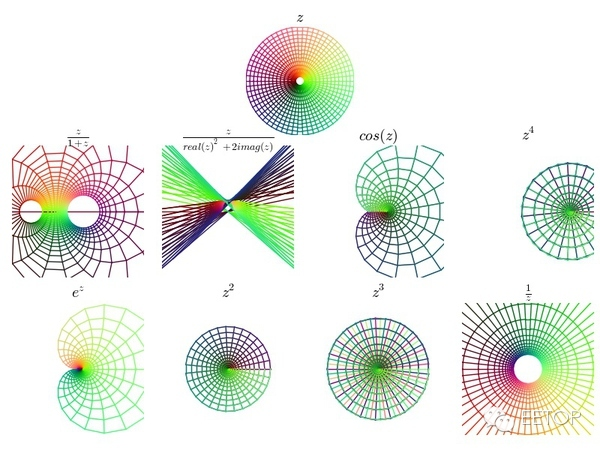 z
z/(1+z)
z/(real(z)^2 +2imag(z))
cos(z)
z^4
e^z
z^2
z^3
1/z
EETOP